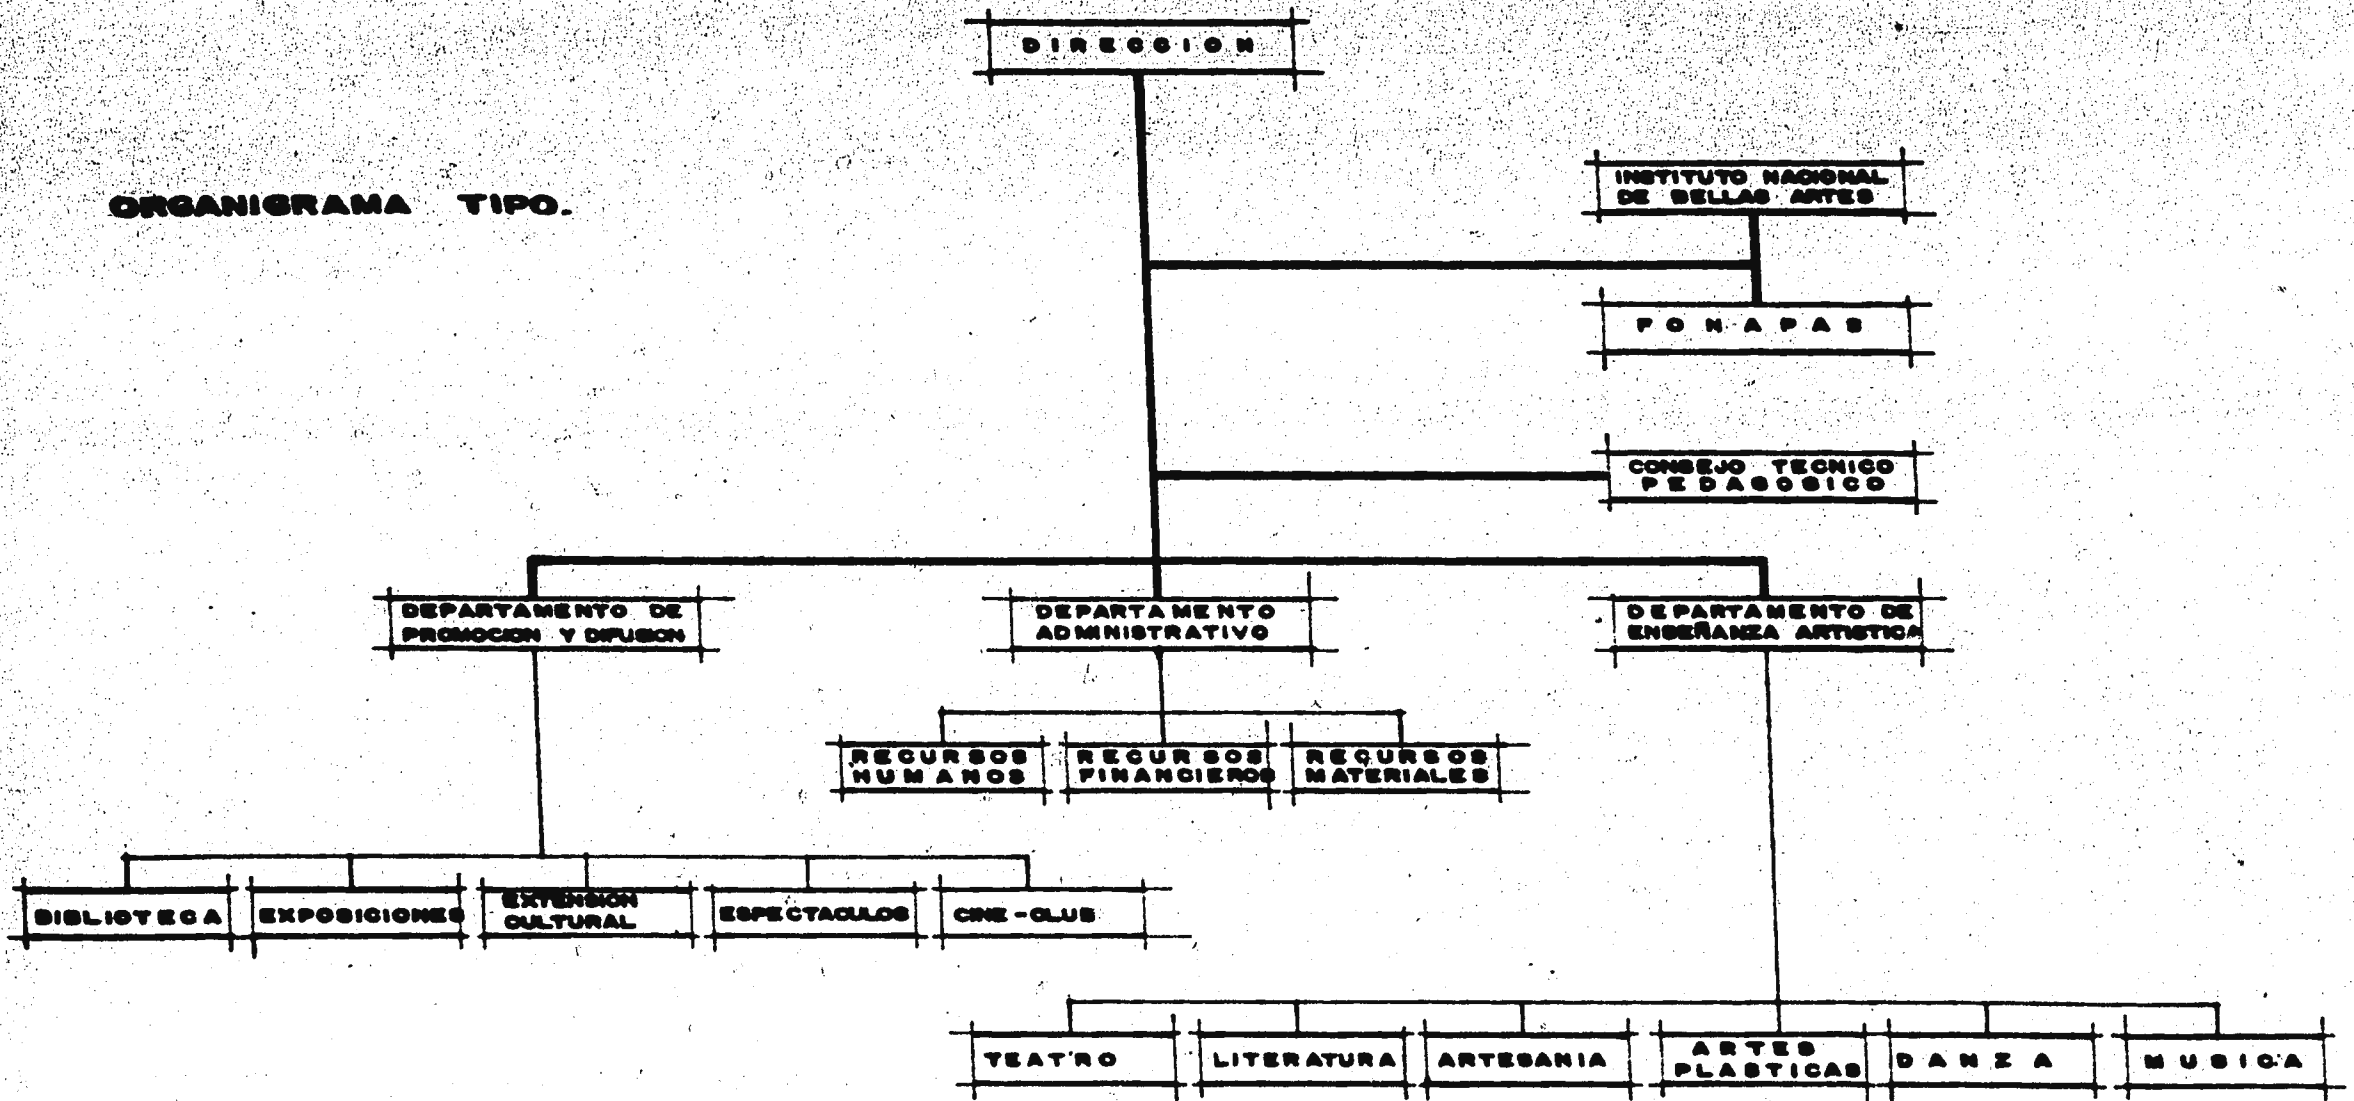 DIRECCION
ORGANIGRAMA TIPO.
INSTITUTO NACIONAL
DE BELLAS ARTES
FONAPAS
CONSEJO TECNICO
PEDAGOGICO
DEPARTAMENTO DE
PROMOCION Y DIFUSION
DEPARTAMENTO
ADMINISTRATIVO
DEPARTAMENTO DE
ENSEÑANZA ARTISTICA
RECURSOS
HUMANOS
RECURSOS
FINANCIEROS
RECURSOS
MATERIALES
BIBLIOTECA
EXPOSICIONES
EXTENSION
CULTURAL
ESPECTACULOS
CINE-CLUB
TEATRO
LITERATURA
ARTESANIA
ARTES
PLASTICAS
DANZA
MUSICA